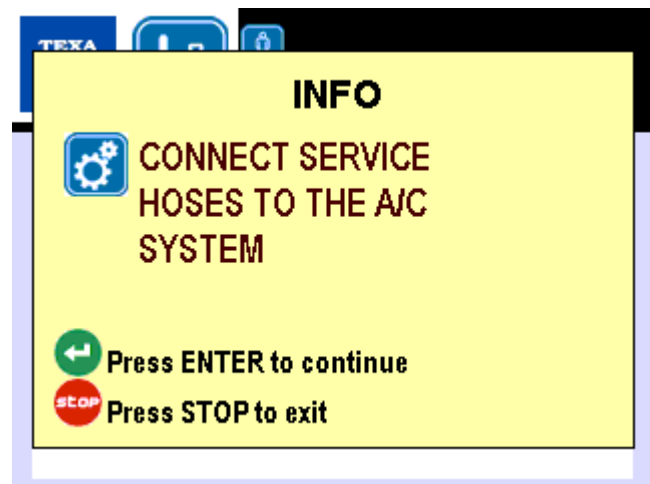 TEXA
INFO
CONNECT SERVICE
HOSES TO THE A/C
SYSTEM
Press ENTER to continue
stop
Press STOP to exit